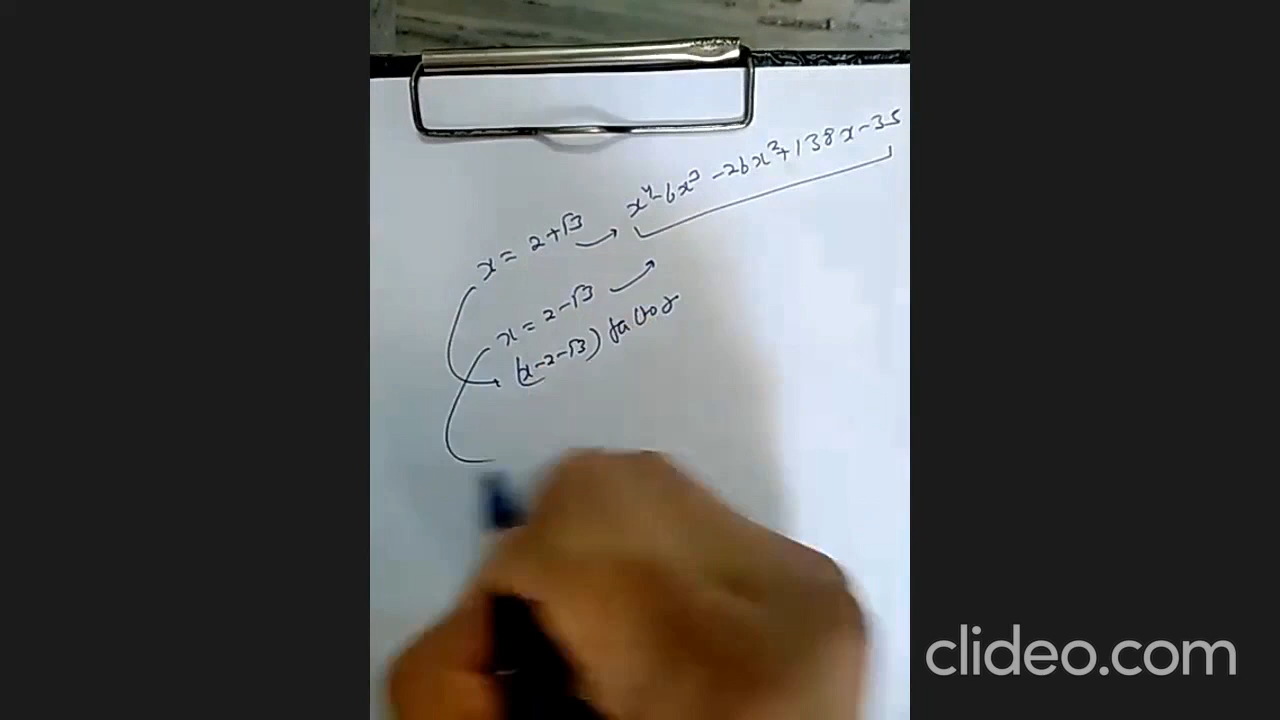 x⁴-6x³ -26x²+138x-35
x = 2+√3
x = 2-√3
(x-2-√3) factor
clideo.com